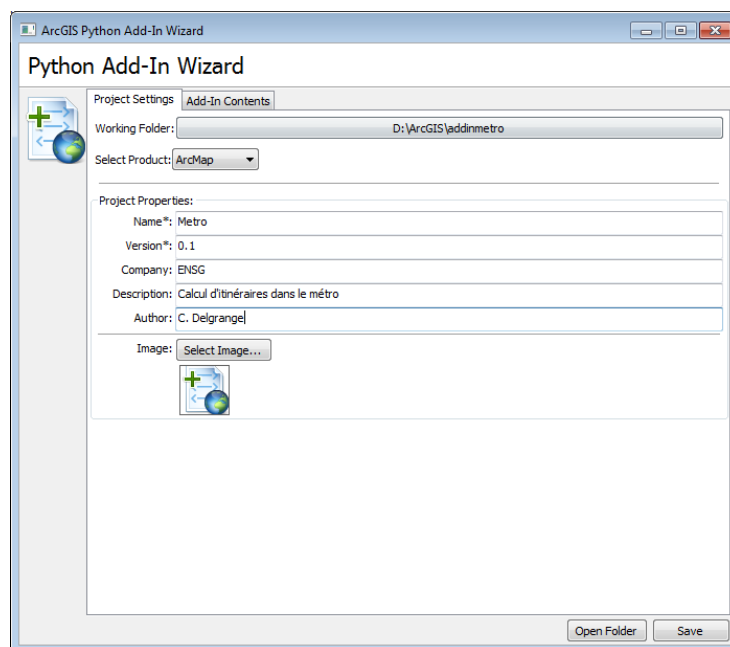 ArcGIS Python Add-In Wizard
Python Add-In Wizard
Project Settings Add-In Contents
Working Folder: D:\ArcGIS\addinmetro
Select Product: ArcMap
Project Properties:
Name*: Metro
Version*: 0.1
Company: ENSG
Description: Calcul d'itinéraires dans le métro
Author: C. Delgrange
Image: Select Image...
Open Folder Save